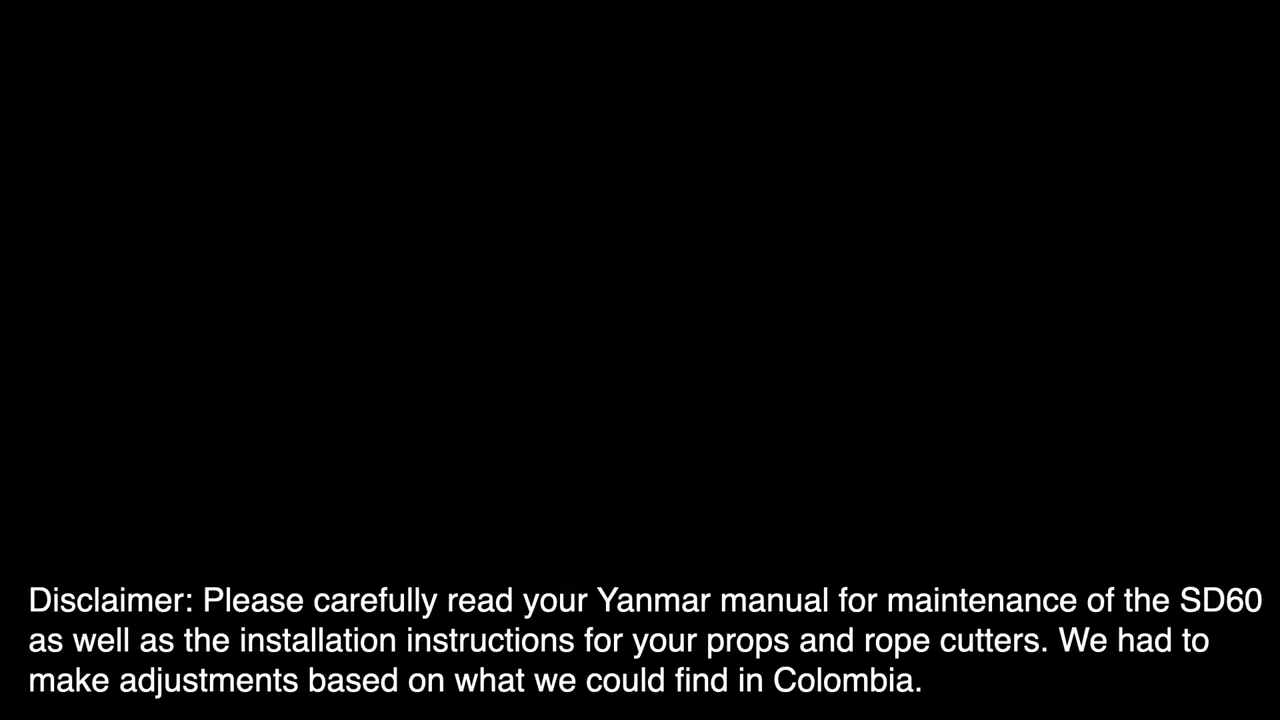 Disclaimer: Please carefully read your Yanmar manual for maintenance of the SD60
as well as the installation instructions for your props and rope cutters. We had to
make adjustments based on what we could find in Colombia.